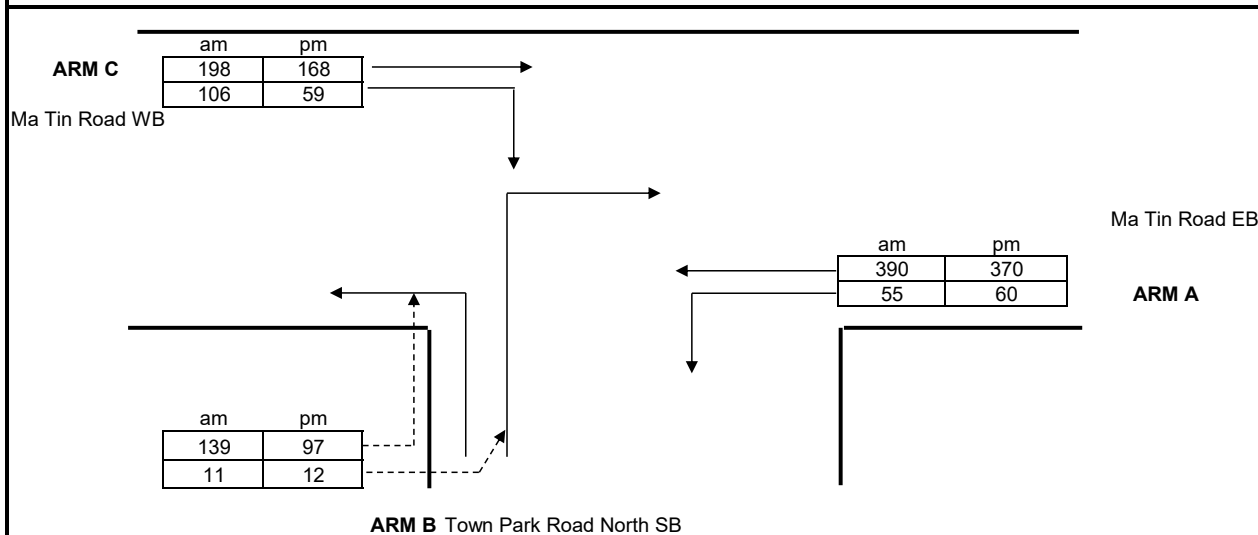 am pm
ARM C 198 168
106 59
Ma Tin Road WB
Ma Tin Road EB
am pm
390 370
55 60 ARM A
am pm
139 97
11 12
ARM B Town Park Road North SB